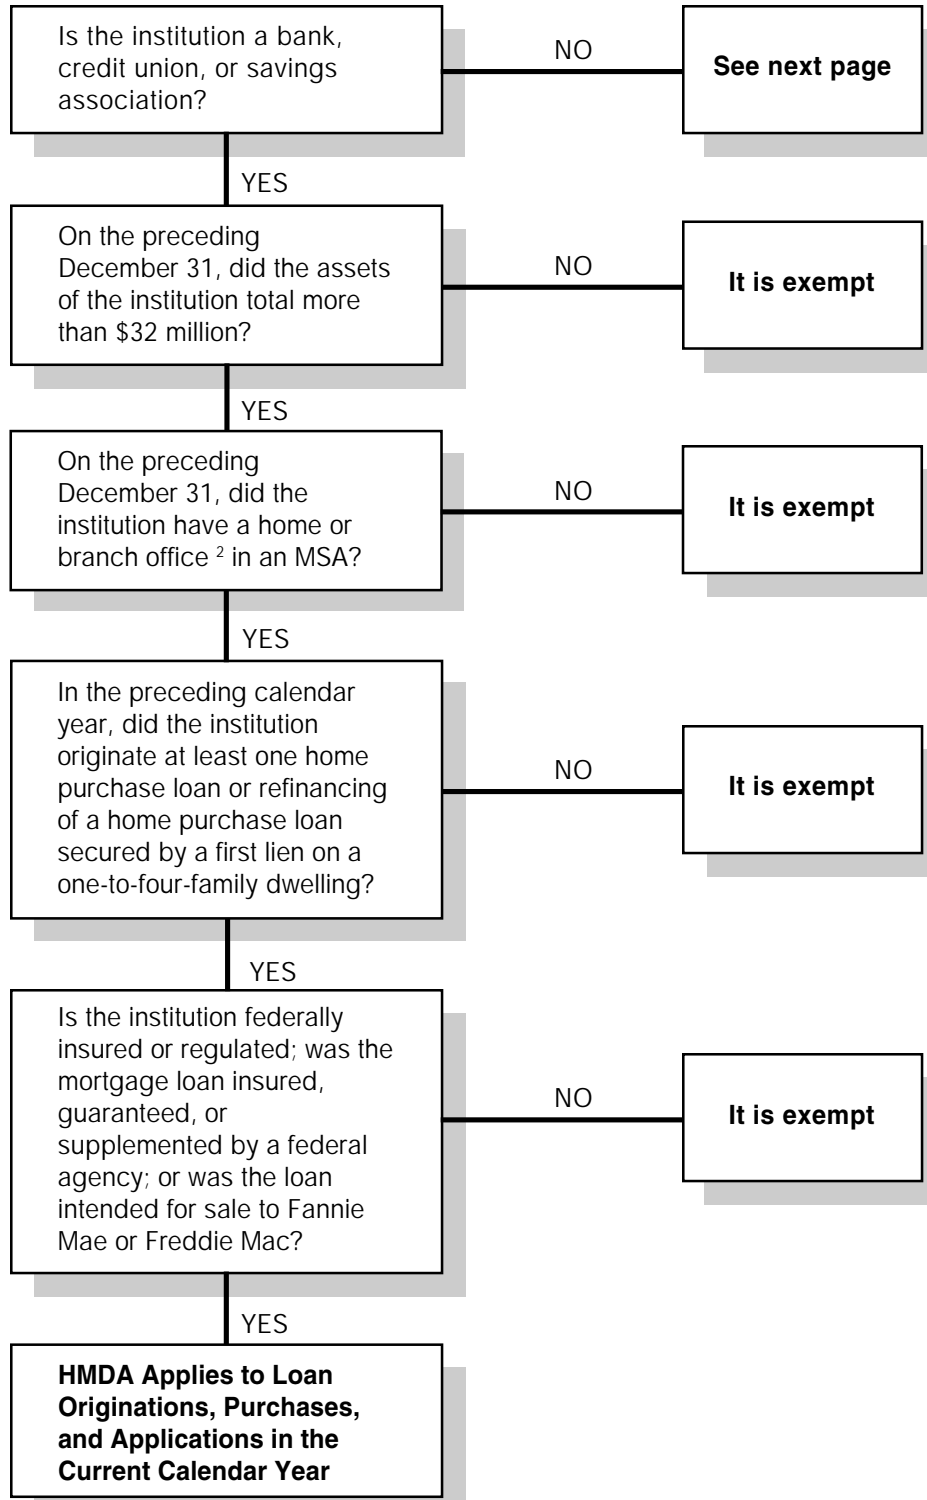 Is the institution a bank,
credit union, or savings
association?
NO
See next page
YES
On the preceding
December 31, did the assets
of the institution total more
than $32 million?
NO
It is exempt
YES
On the preceding
December 31, did the
institution have a home or
branch office 2 in an MSA?
NO
It is exempt
YES
In the preceding calendar
year, did the institution
originate at least one home
purchase loan or refinancing
of a home purchase loan
secured by a first lien on a
one-to-four-family dwelling?
NO
It is exempt
YES
Is the institution federally
insured or regulated; was the
mortgage loan insured,
guaranteed, or
supplemented by a federal
agency; or was the loan
intended for sale to Fannie
Mae or Freddie Mac?
NO
It is exempt
YES
HMDA Applies to Loan
Originations, Purchases,
and Applications in the
Current Calendar Year